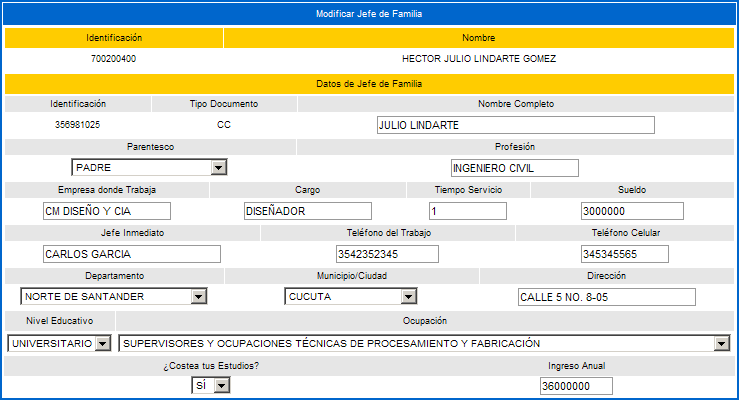 Modificar Jefe de Familia
Identificación Nombre
700200400 HECTOR JULIO LINDARTE GOMEZ
Datos de Jefe de Familia
Identificación Tipo Documento Nombre Completo
356981025 CC JULIO LINDARTE
Parentesco Profesión
PADRE INGENIERO CIVIL
Empresa donde Trabaja Cargo Tiempo Servicio Sueldo
CM DISEÑO Y CIA DISEÑADOR 1 3000000
Jefe Inmediato Teléfono del Trabajo Teléfono Celular
CARLOS GARCIA 3542352345 345345565
Departamento Municipio/Ciudad Dirección
NORTE DE SANTANDER CUCUTA CALLE 5 NO. 8-05
Nivel Educativo Ocupación
UNIVERSITARIO SUPERVISORES Y OCUPACIONES TÉCNICAS DE PROCESAMIENTO Y FABRICACIÓN
¿Costea tus Estudios? Ingreso Anual
SÍ 36000000